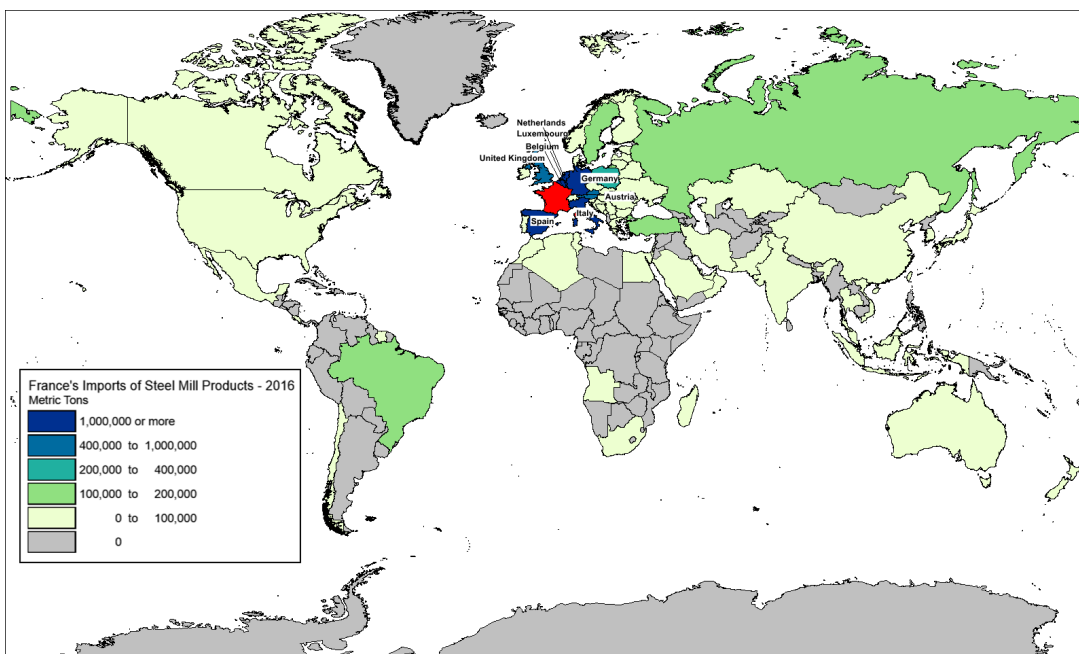 Netherlands
Luxembourg
Belgium
United Kingdom
Germany
Austria
Italy
Spain
France's Imports of Steel Mill Products - 2016
Metric Tons
1,000,000 or more
400,000 to 1,000,000
200,000 to 400,000
100,000 to 200,000
0 to 100,000
0